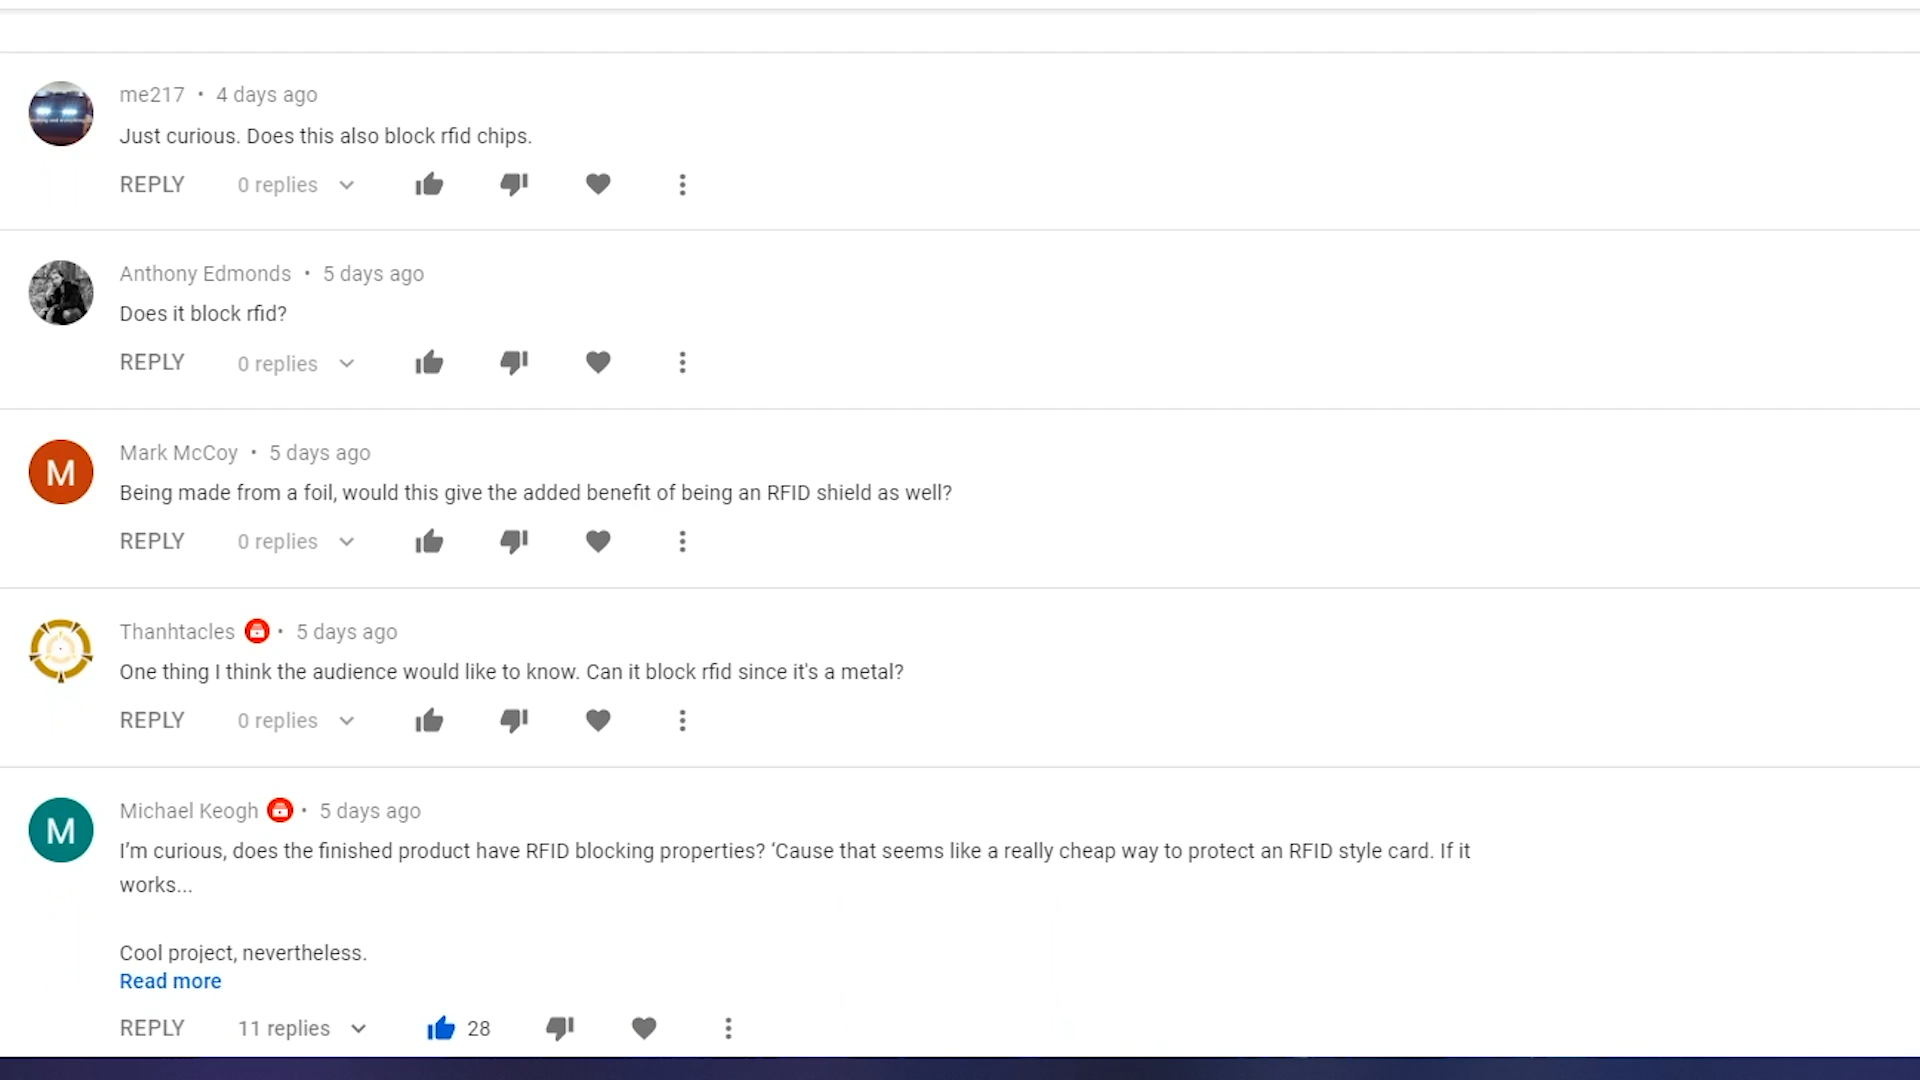 me217 • 4 days ago
Just curious. Does this also block rfid chips.
REPLY 0 replies
Anthony Edmonds • 5 days ago
Does it block rfid?
REPLY 0 replies
M
Mark McCoy • 5 days ago
Being made from a foil, would this give the added benefit of being an RFID shield as well?
REPLY 0 replies
Thanhtacles • 5 days ago
One thing I think the audience would like to know. Can it block rfid since it's a metal?
REPLY 0 replies
M
Michael Keogh • 5 days ago
I’m curious, does the finished product have RFID blocking properties? ‘Cause that seems like a really cheap way to protect an RFID style card. If it
works...
Cool project, nevertheless.
Read more
REPLY 11 replies 28